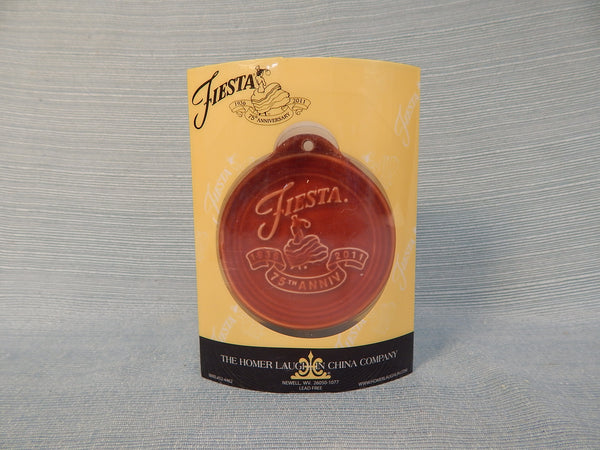 FIESTA
1936 2011
75th ANNIVERSARY
FIESTA.
1936 2011
75TH ANNIV
THE HOMER LAUGHLIN CHINA COMPANY
NEWELL, WV 26050-1077
LEAD FREE